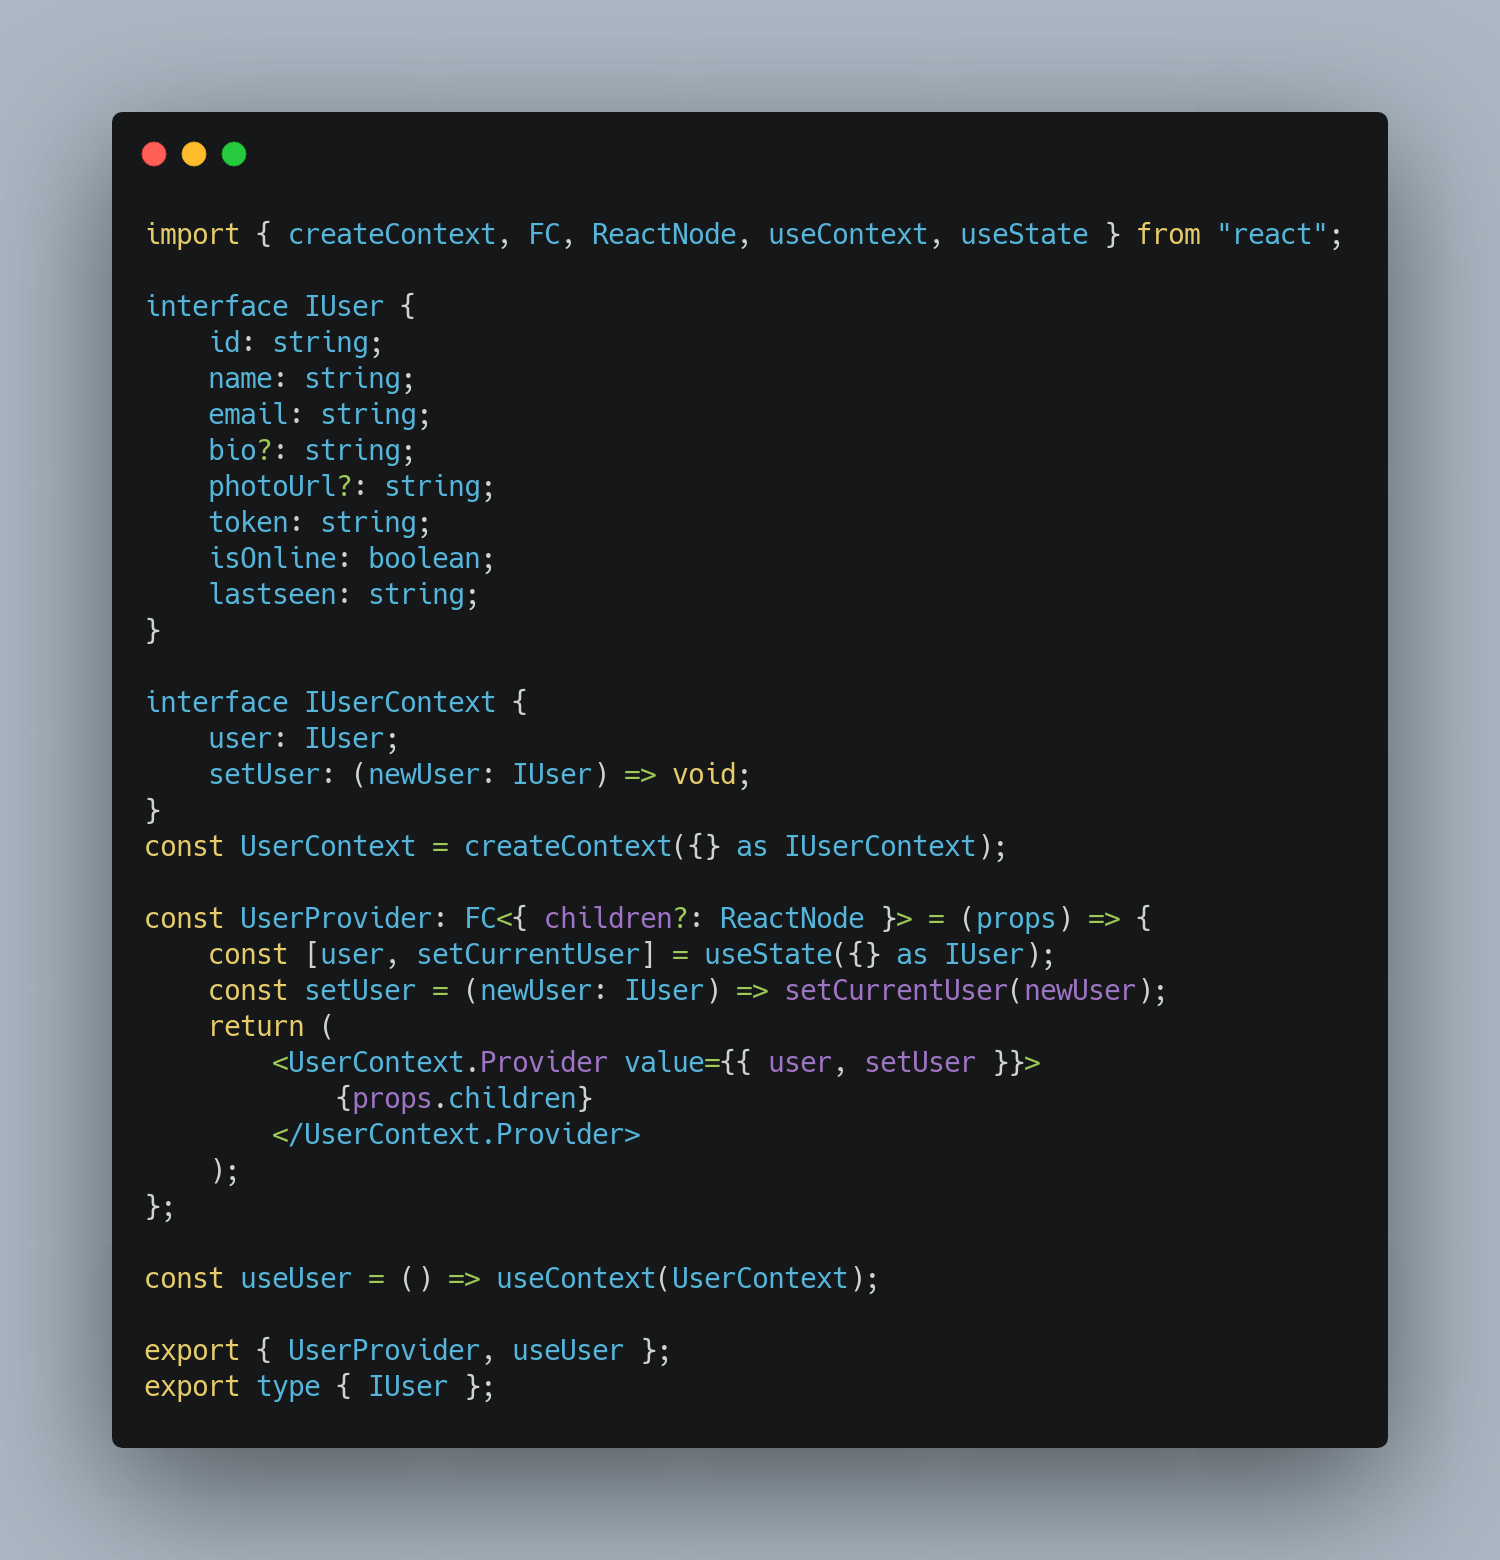 import { createContext, FC, ReactNode, useContext, useState } from "react";

interface IUser {
    id: string;
    name: string;
    email: string;
    bio?: string;
    photoUrl?: string;
    token: string;
    isOnline: boolean;
    lastseen: string;
}

interface IUserContext {
    user: IUser;
    setUser: (newUser: IUser) => void;
}
const UserContext = createContext({} as IUserContext);

const UserProvider: FC<{ children?: ReactNode }> = (props) => {
    const [user, setCurrentUser] = useState({} as IUser);
    const setUser = (newUser: IUser) => setCurrentUser(newUser);
    return (
        <UserContext.Provider value={{ user, setUser }}>
            {props.children}
        </UserContext.Provider>
    );
};

const useUser = () => useContext(UserContext);

export { UserProvider, useUser };
export type { IUser };